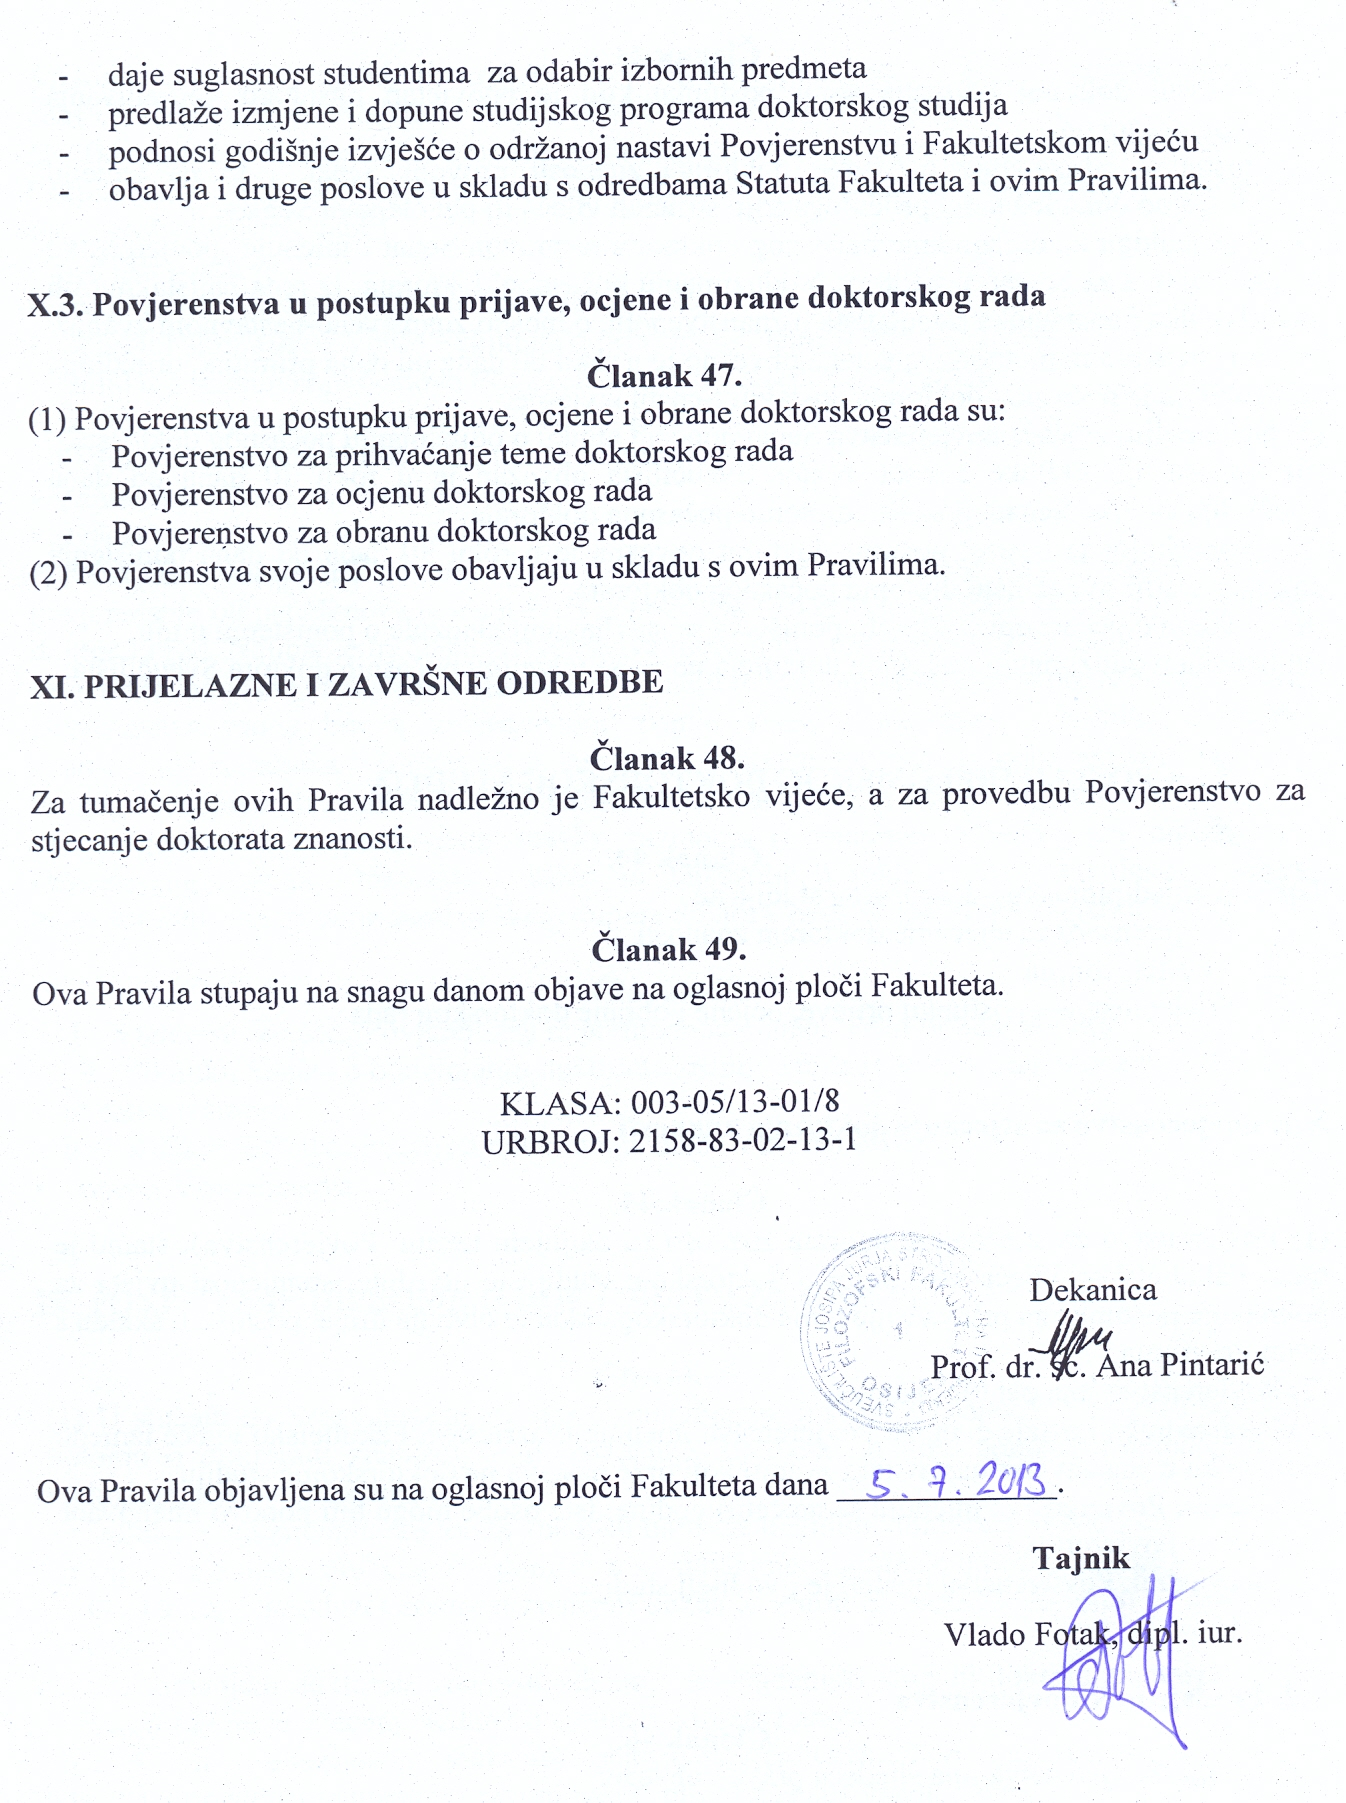 - daje suglasnost studentima za odabir izbornih predmeta
- predlaže izmjene i dopune studijskog programa doktorskog studija
- podnosi godišnje izvješće o održanoj nastavi Povjerenstvu i Fakultetskom vijeću
- obavlja i druge poslove u skladu s odredbama Statuta Fakulteta i ovim Pravilima.
X.3. Povjerenstva u postupku prijave, ocjene i obrane doktorskog rada
Članak 47.
(1) Povjerenstva u postupku prijave, ocjene i obrane doktorskog rada su:
- Povjerenstvo za prihvaćanje teme doktorskog rada
- Povjerenstvo za ocjenu doktorskog rada
- Povjerenstvo za obranu doktorskog rada
(2) Povjerenstva svoje poslove obavljaju u skladu s ovim Pravilima.
XI. PRIJELAZNE I ZAVRŠNE ODREDBE
Članak 48.
Za tumačenje ovih Pravila nadležno je Fakultetsko vijeće, a za provedbu Povjerenstvo za
stjecanje doktorata znanosti.
Članak 49.
Ova Pravila stupaju na snagu danom objave na oglasnoj ploči Fakulteta.
KLASA: 003-05/13-01/8
URBROJ: 2158-83-02-13-1
SVEUČILIŠTE JOSIPA JURJA
FILOZOFSKI FAKULTET
1
Dekanica
Prof. dr. sc. Ana Pintarić
Ova Pravila objavljena su na oglasnoj ploči Fakulteta dana 5. 7. 2013.
Tajnik
Vlado Fotak, dipl. iur.